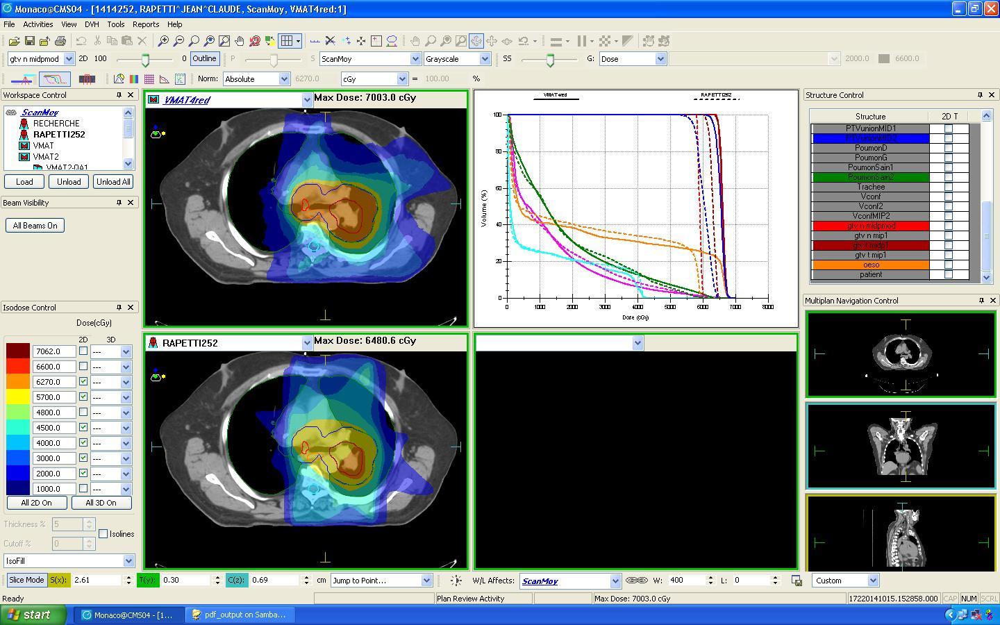 Monaco@CMS04 - [1414252, RAPETTI^JEAN^CLAUDE, ScanMoy, VMAT4red:1]
File Activities View DVH Tools Reports Help
gtv n midpmod 2D 100 0 Outline P S ScanMoy Grayscale SS G: Dose 2000.0 6600.0
Norm: Absolute 6270.0 cGy = 100.00 %
Workspace Control
ScanMoy
RECHERCHE
RAPETTI252
VMAT
VMAT2
VMAT2-QA1
Load Unload Unload All
Beam Visibility
All Beams On
Isodose Control
Dose(cGy)
2D 3D
7062.0 ---
6600.0 ---
6270.0 ---
5700.0 ---
4800.0 ---
4500.0 ---
4000.0 ---
3000.0 ---
2000.0 ---
1000.0 ---
All 2D On All 3D On
Thickness % 5
Isolines
Cutoff % 0
IsoFill
VMAT4red Max Dose: 7003.0 cGy
RAPETTI252 Max Dose: 6480.6 cGy
VMAT4red RAPETTI252
100
80
60
40
20
0
Volume (%)
0 1000 2000 3000 4000 5000 6000 7000 8000
Dose (cGy)
Structure Control
Structure 2D T
PTVunionMID1
PTVunionMID2
PoumonD
PoumonG
PoumonSain1
PoumonSain2
Trachee
Vconf
Vconf2
VconfMIP2
gtv n midpmod
gtv n mip1
gtv t midp1
gtv t mip1
oeso
patient
Multiplan Navigation Control
Slice Mode S(x): 2.61 T(y): 0.30 C(z): 0.69 cm Jump to Point... W/L Affects: ScanMoy W: 400 L: 0 Custom
Ready Plan Review Activity Max Dose: 7003.0 cGy 17220141015.152858.000 CAP NUM SCRL
start Monaco@CMS04 - [1... pdf_output on Samba...